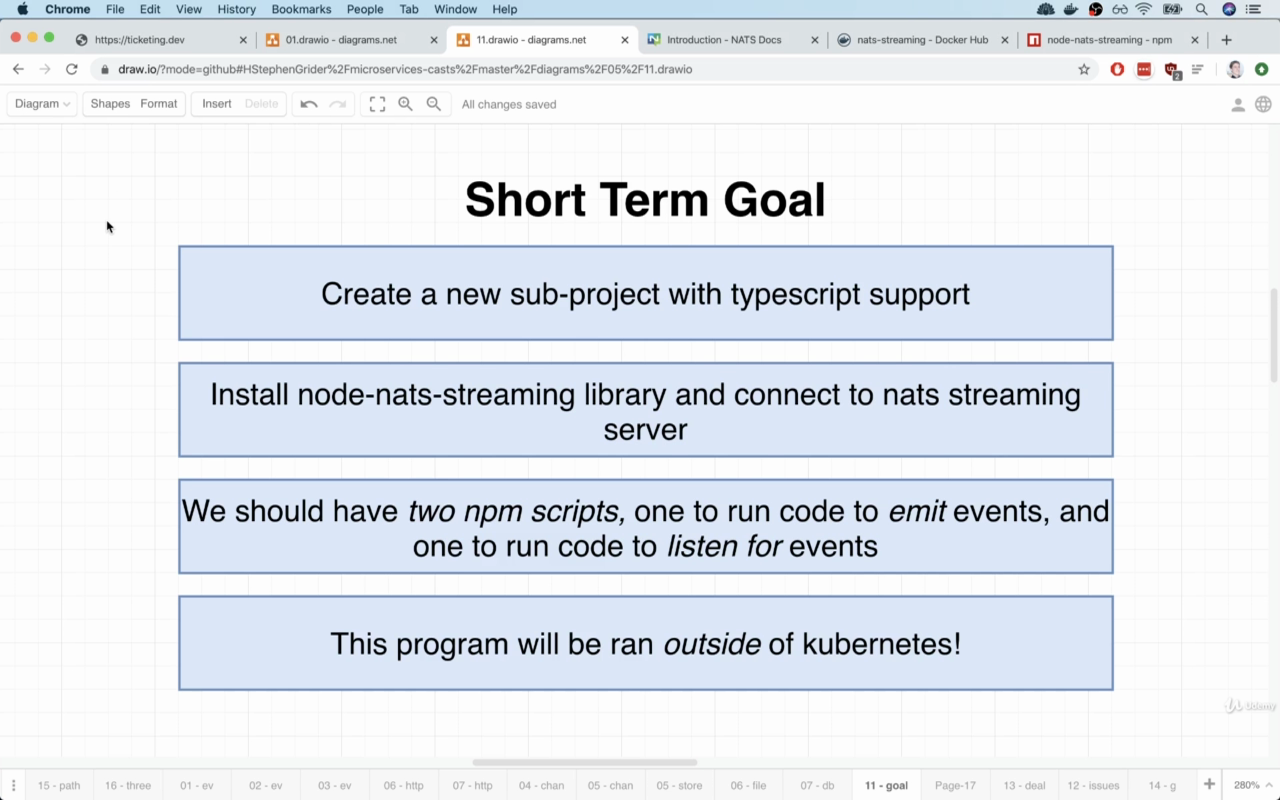 Chrome File Edit View History Bookmarks People Tab Window Help
https://ticketing.dev
01.drawio - diagrams.net
11.drawio - diagrams.net
Introduction - NATS Docs
nats-streaming - Docker Hub
node-nats-streaming - npm
draw.io/?mode=github#HStephenGrider%2Fmicroservices-casts%2Fmaster%2Fdiagrams%2F05%2F11.drawio
Diagram Shapes Format Insert Delete All changes saved
Short Term Goal
Create a new sub-project with typescript support
Install node-nats-streaming library and connect to nats streaming
server
We should have two npm scripts, one to run code to emit events, and
one to run code to listen for events
This program will be ran outside of kubernetes!
Udemy
15 - path 16 - three 01 - ev 02 - ev 03 - ev 06 - http 07 - http 04 - chan 05 - chan 05 - store 06 - file 07 - db 11 - goal Page-17 13 - deal 12 - issues 14 - g 280%